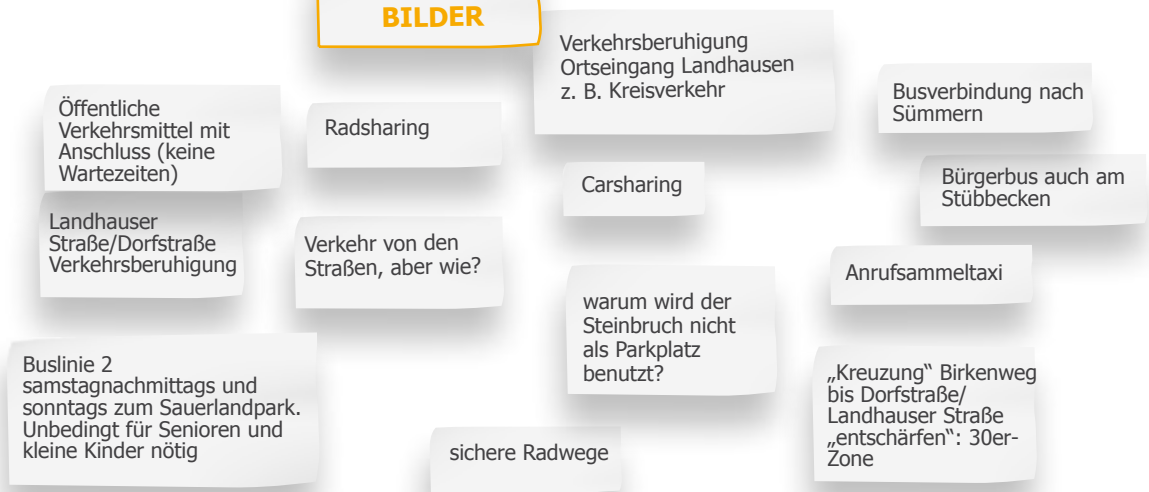 BILDER
Verkehrsberuhigung
Ortseingang Landhausen
z. B. Kreisverkehr
Öffentliche
Verkehrsmittel mit
Anschluss (keine
Wartezeiten)
Radsharing
Busverbindung nach
Sümmern
Carsharing
Bürgerbus auch am
Stübbecken
Landhauser
Straße/Dorfstraße
Verkehrsberuhigung
Verkehr von den
Straßen, aber wie?
Anrufsammeltaxi
warum wird der
Steinbruch nicht
als Parkplatz
benutzt?
Buslinie 2
samstagnachmittags und
sonntags zum Sauerlandpark.
Unbedingt für Senioren und
kleine Kinder nötig
„Kreuzung“ Birkenweg
bis Dorfstraße/
Landhauser Straße
„entschärfen“: 30er-
Zone
sichere Radwege